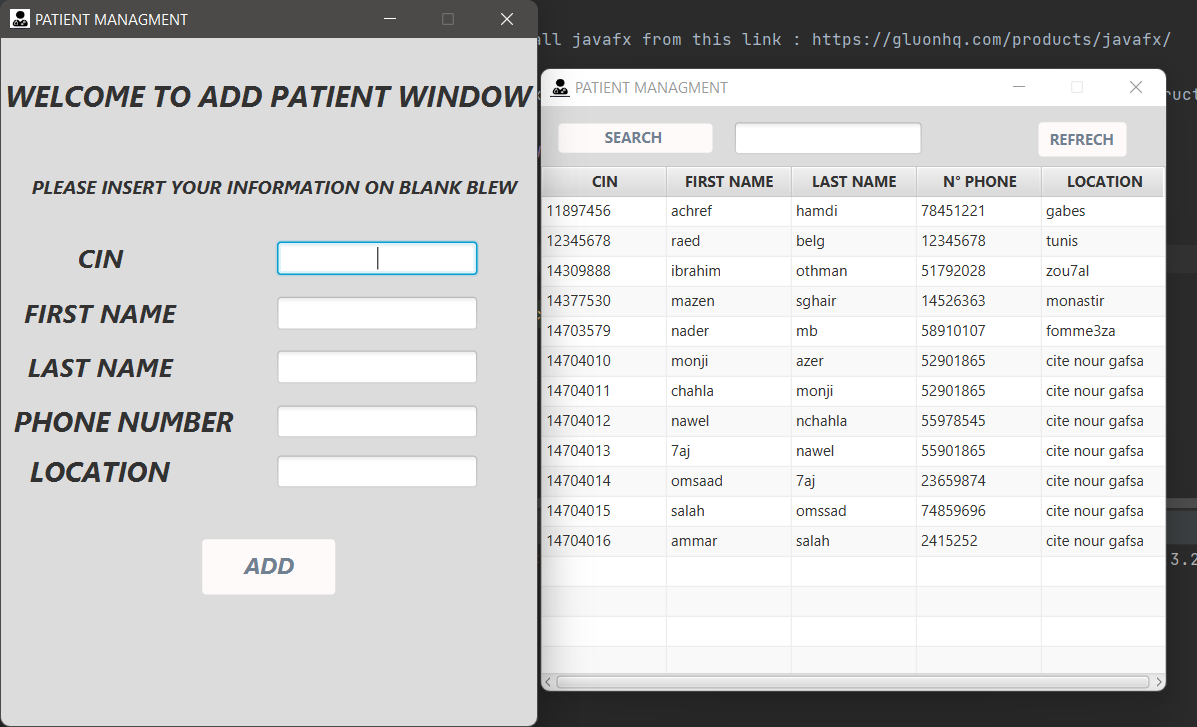 PATIENT MANAGMENT
WELCOME TO ADD PATIENT WINDOW
PLEASE INSERT YOUR INFORMATION ON BLANK BLEW
CIN
FIRST NAME
LAST NAME
PHONE NUMBER
LOCATION
ADD
all javafx from this link : https://gluonhq.com/products/javafx/
PATIENT MANAGMENT
SEARCH REFRECH
CIN FIRST NAME LAST NAME N° PHONE LOCATION
11897456 achref hamdi 78451221 gabes
12345678 raed belg 12345678 tunis
14309888 ibrahim othman 51792028 zou7al
14377530 mazen sghair 14526363 monastir
14703579 nader mb 58910107 fomme3za
14704010 monji azer 52901865 cite nour gafsa
14704011 chahla monji 52901865 cite nour gafsa
14704012 nawel nchahla 55978545 cite nour gafsa
14704013 7aj nawel 55901865 cite nour gafsa
14704014 omsaad 7aj 23659874 cite nour gafsa
14704015 salah omssad 74859696 cite nour gafsa
14704016 ammar salah 2415252 cite nour gafsa
ruct
3.2